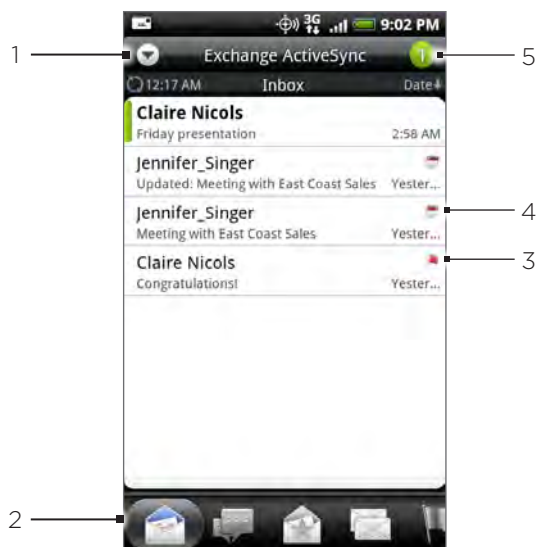 3G 9:02 PM
1 Exchange ActiveSync 1 5
12:17 AM Inbox Date
Claire Nicols
Friday presentation 2:58 AM
Jennifer_Singer
Updated: Meeting with East Coast Sales Yester...
Jennifer_Singer 4
Meeting with East Coast Sales Yester...
Claire Nicols 3
Congratulations! Yester...
2